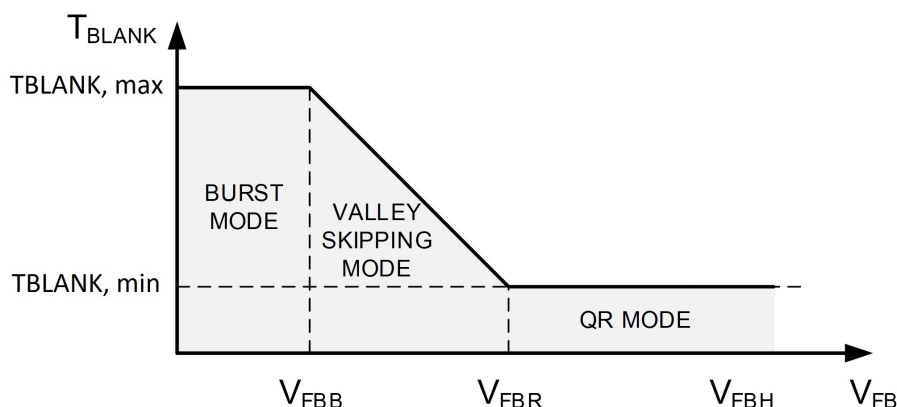 TBLANK
TBLANK, max
BURST
MODE
VALLEY
SKIPPING
MODE
TBLANK, min
QR MODE
VFBB
VFBR
VFBH
VFB